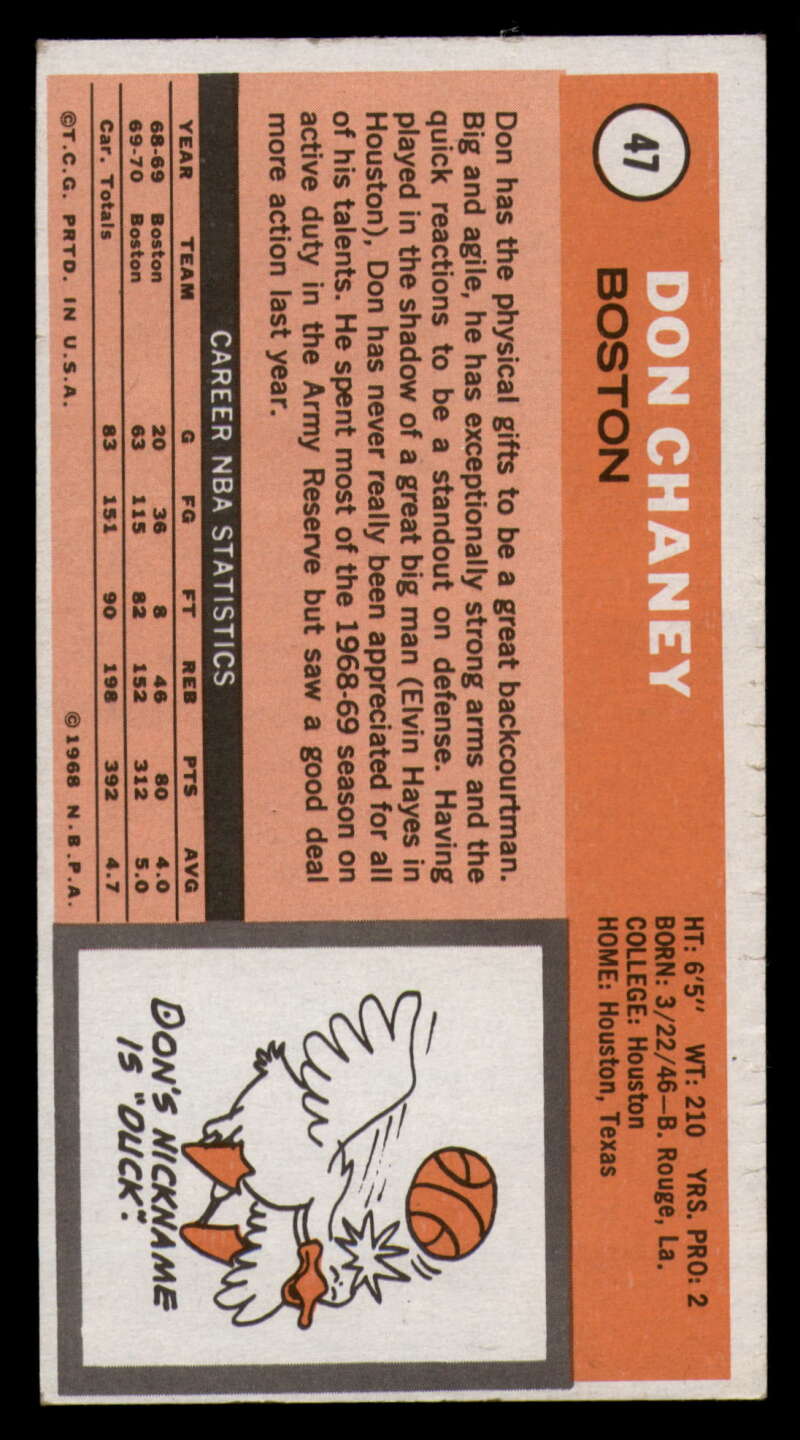 47
DON CHANEY
BOSTON
HT: 6'5" WT: 210 YRS. PRO: 2
BORN: 3/22/46—B. Rouge, La.
COLLEGE: Houston
HOME: Houston, Texas
Don has the physical gifts to be a great backcourtman.
Big and agile, he has exceptionally strong arms and the
quick reactions to be a standout on defense. Having
played in the shadow of a great big man (Elvin Hayes in
Houston), Don has never really been appreciated for all
of his talents. He spent most of the 1968-69 season on
active duty in the Army Reserve but saw a good deal
more action last year.
CAREER NBA STATISTICS
YEAR TEAM G FG FT REB PTS AVG
68-69 Boston 20 36 8 46 80 4.0
69-70 Boston 63 115 82 152 312 5.0
Car. Totals 83 151 90 198 392 4.7
©T.C.G. PRTD. IN U.S.A. ©1968 N.B.P.A.
DON'S NICKNAME
IS "DUCK".